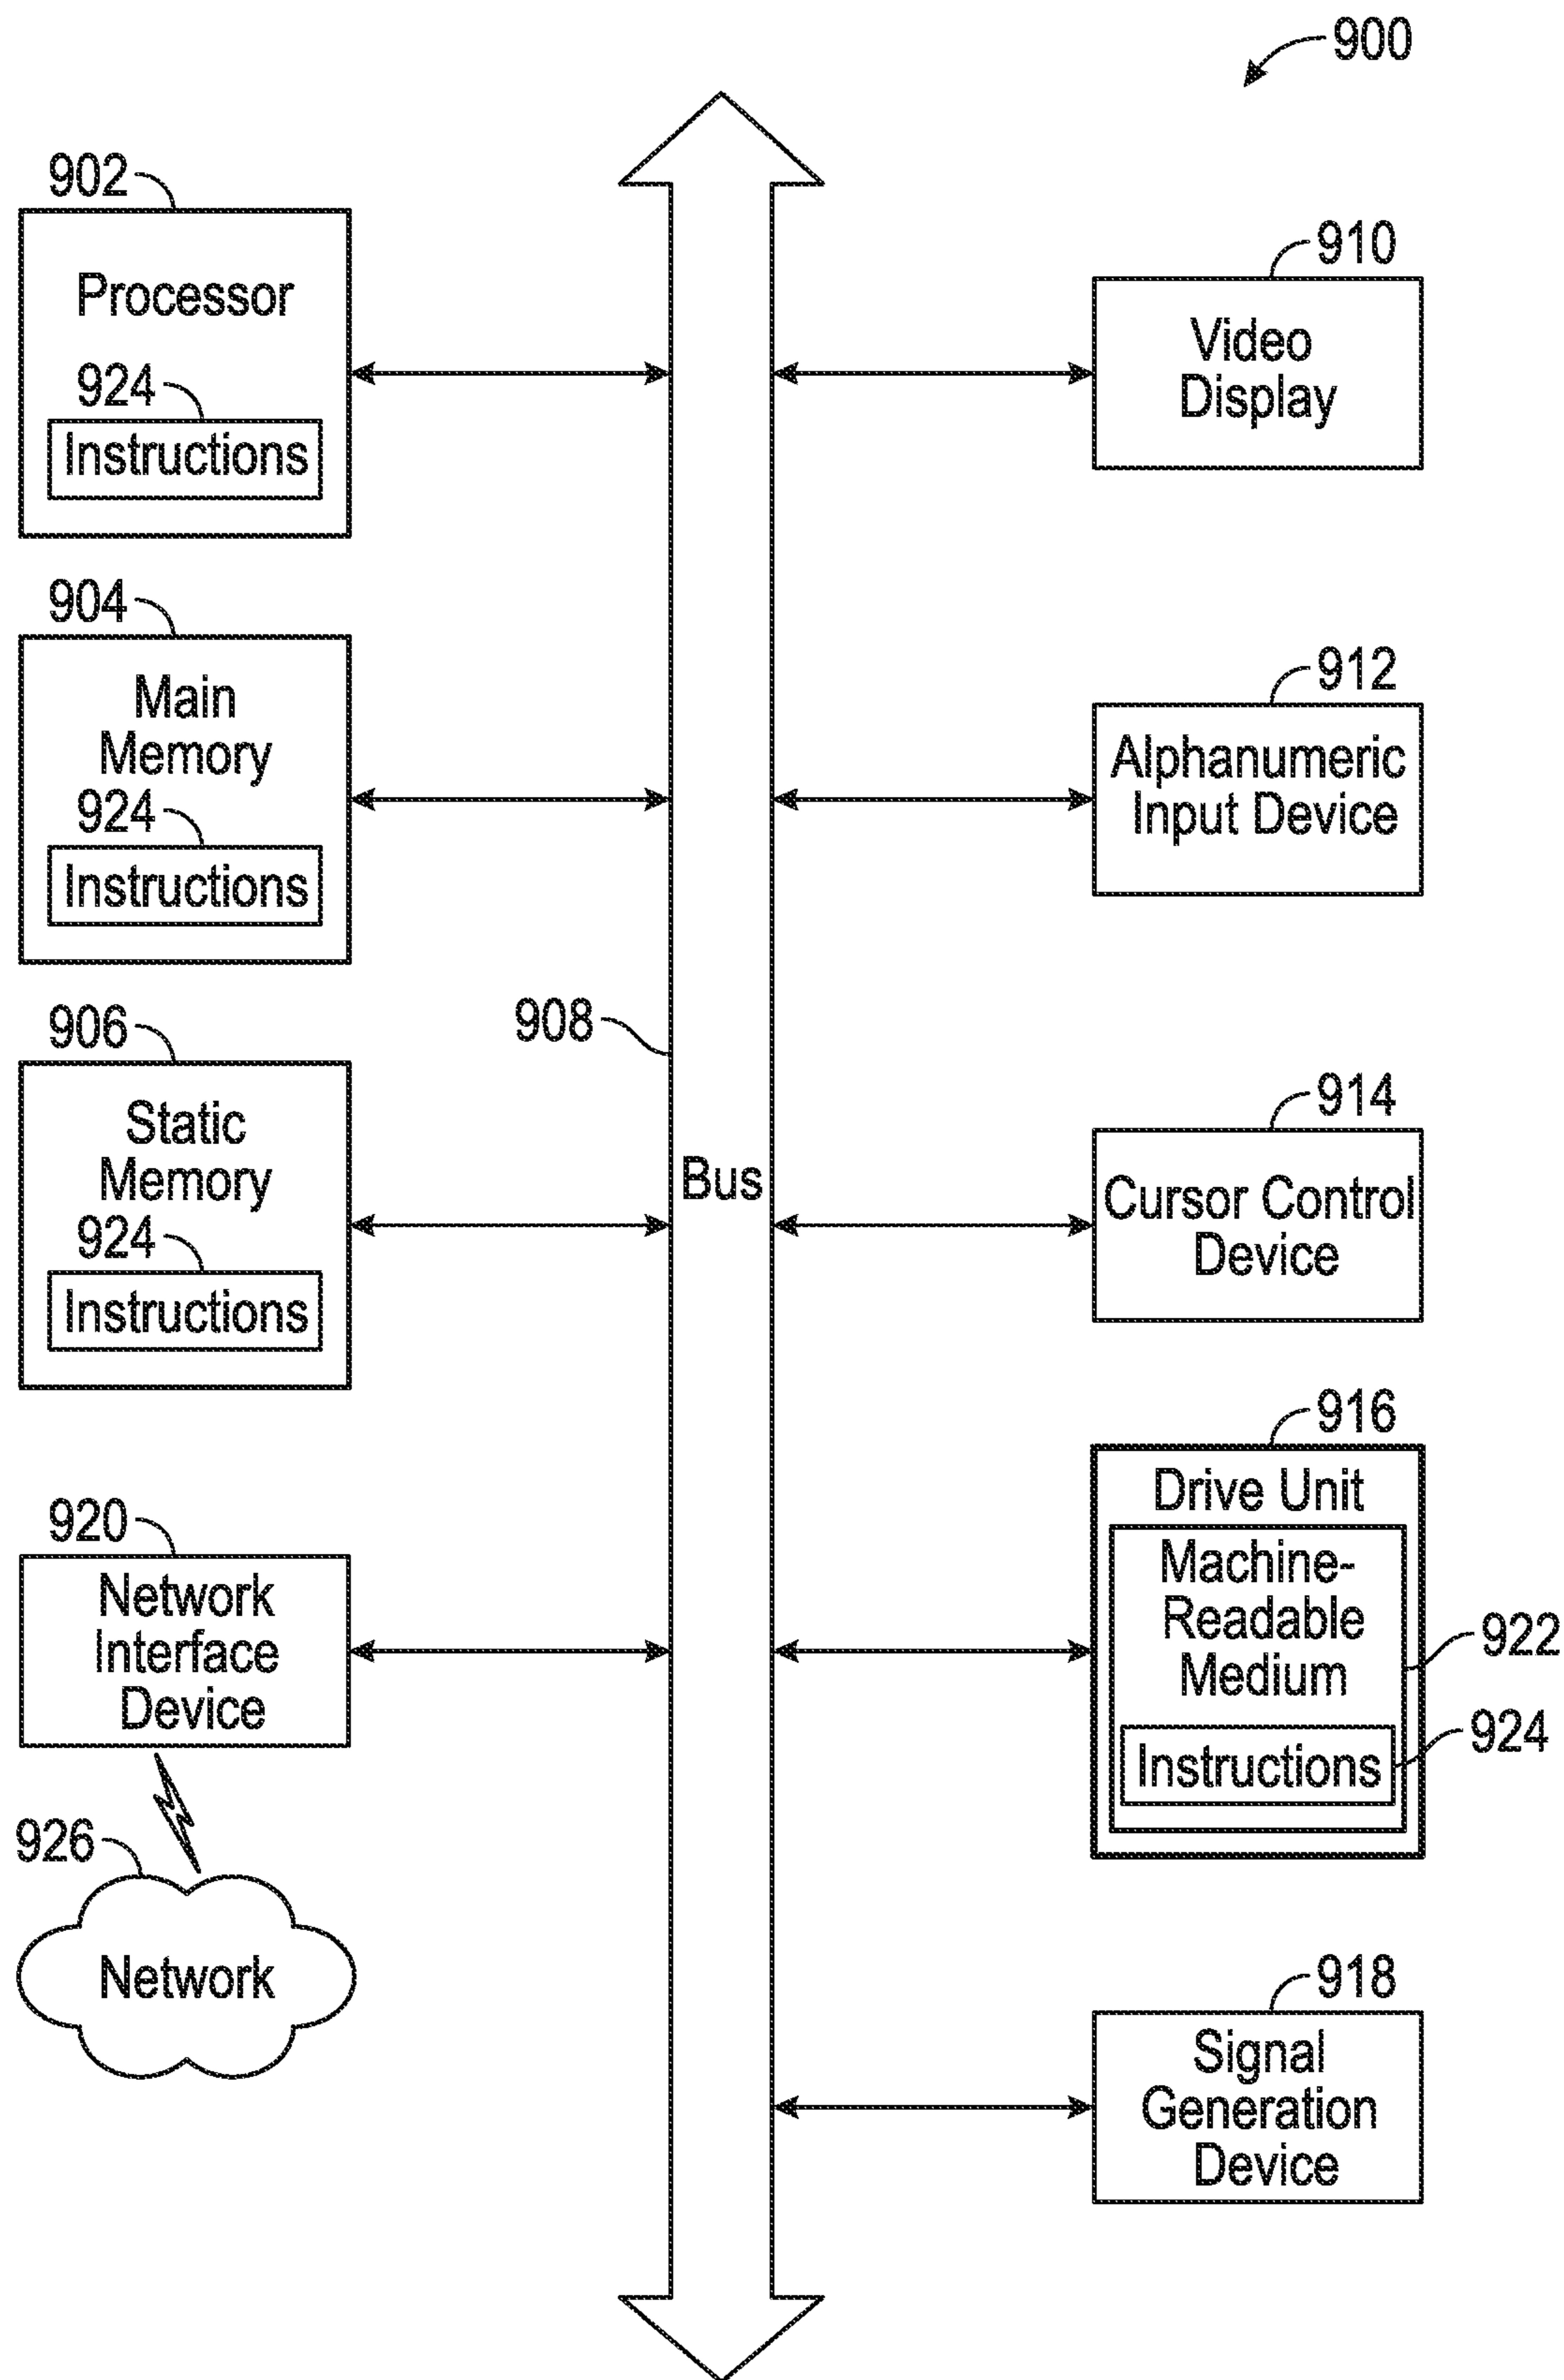 900
902
Processor
924
Instructions
904
Main
Memory
924
Instructions
906
Static
Memory
924
Instructions
920
Network
Interface
Device
926
Network
908
Bus
910
Video
Display
912
Alphanumeric
Input Device
914
Cursor Control
Device
916
Drive Unit
Machine-
Readable
Medium
922
Instructions
924
918
Signal
Generation
Device